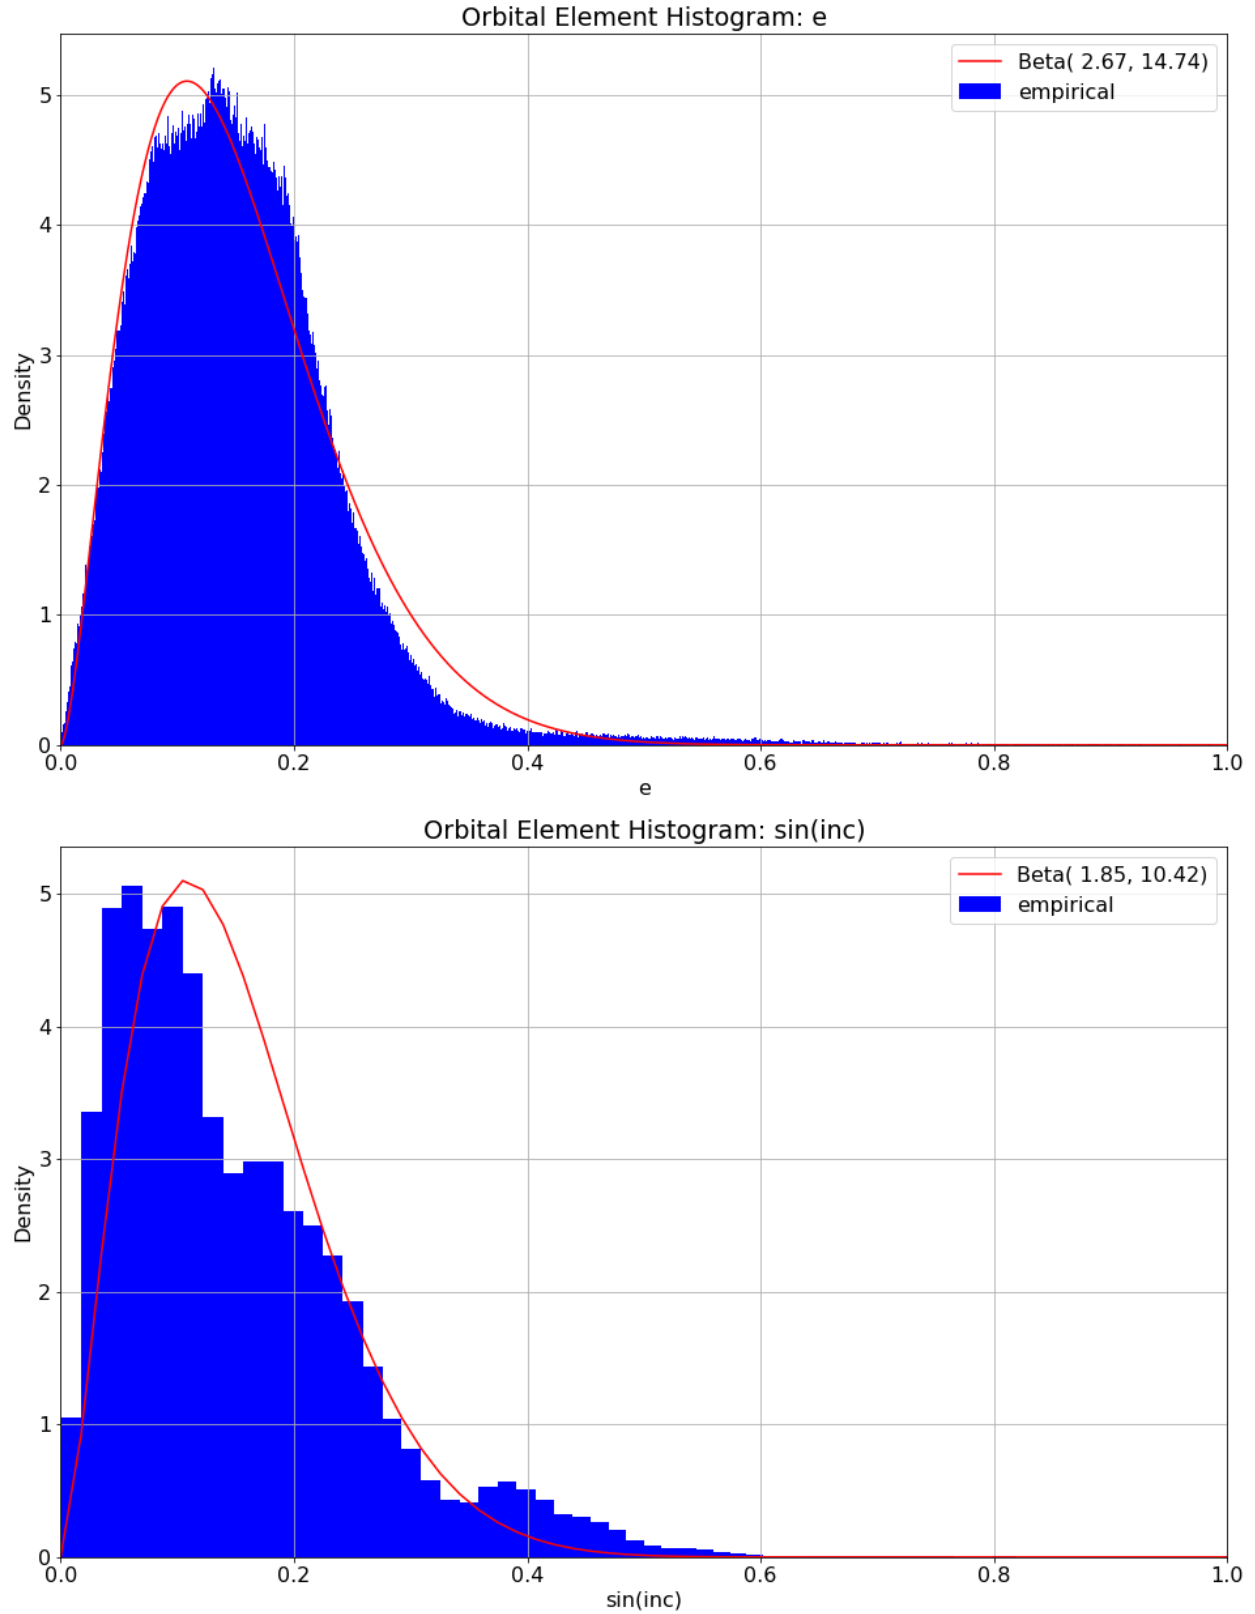 Orbital Element Histogram: e
Beta( 2.67, 14.74)
empirical
Density
5
4
3
2
1
0
0.0 0.2 0.4 0.6 0.8 1.0
e
Orbital Element Histogram: sin(inc)
Beta( 1.85, 10.42)
empirical
Density
5
4
3
2
1
0
0.0 0.2 0.4 0.6 0.8 1.0
sin(inc)